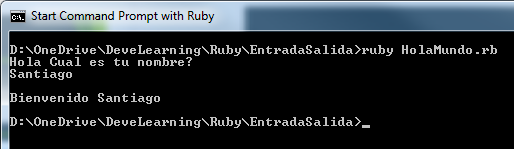 Start Command Prompt with Ruby
D:\OneDrive\DeveLearning\Ruby\EntradaSalida>ruby HolaMundo.rb
Hola Cual es tu nombre?
Santiago
Bienvenido Santiago
D:\OneDrive\DeveLearning\Ruby\EntradaSalida>_